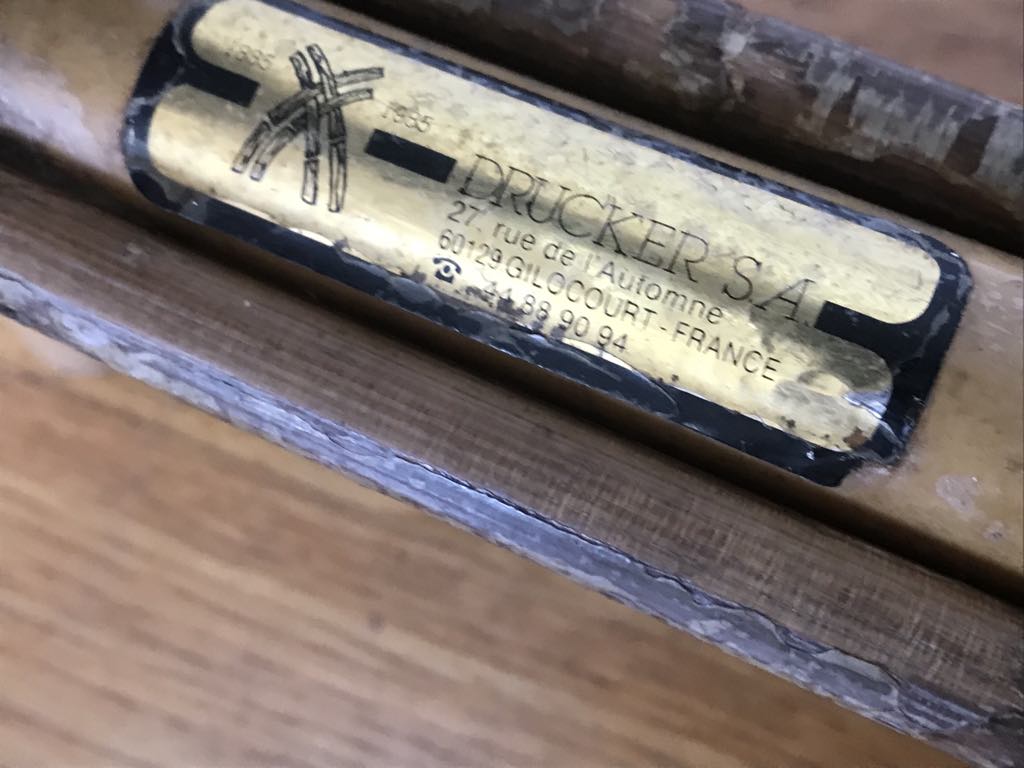 1885
1985
DRUCKER S.A.
27, rue de l'Automne
60129 GILOCOURT - FRANCE
☎ 44 88 90 94